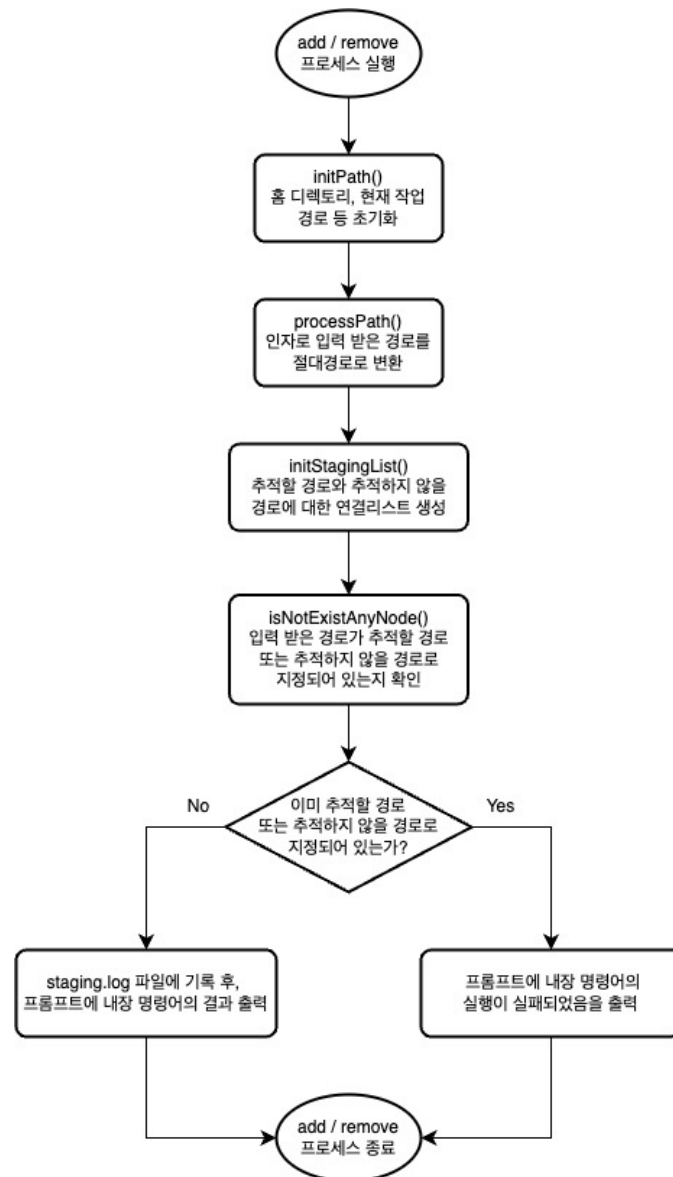 add / remove
프로세스 실행
initPath()
홈 디렉토리, 현재 작업
경로 등 초기화
processPath()
인자로 입력 받은 경로를
절대경로로 변환
initStagingList()
추적할 경로와 추적하지 않을
경로에 대한 연결리스트 생성
isNotExistAnyNode()
입력 받은 경로가 추적할 경로
또는 추적하지 않을 경로로
지정되어 있는지 확인
이미 추적할 경로
또는 추적하지 않을 경로로
지정되어 있는가?
No
Yes
staging.log 파일에 기록 후,
프롬프트에 내장 명령어의 결과 출력
프롬프트에 내장 명령어의
실행이 실패되었음을 출력
add / remove
프로세스 종료